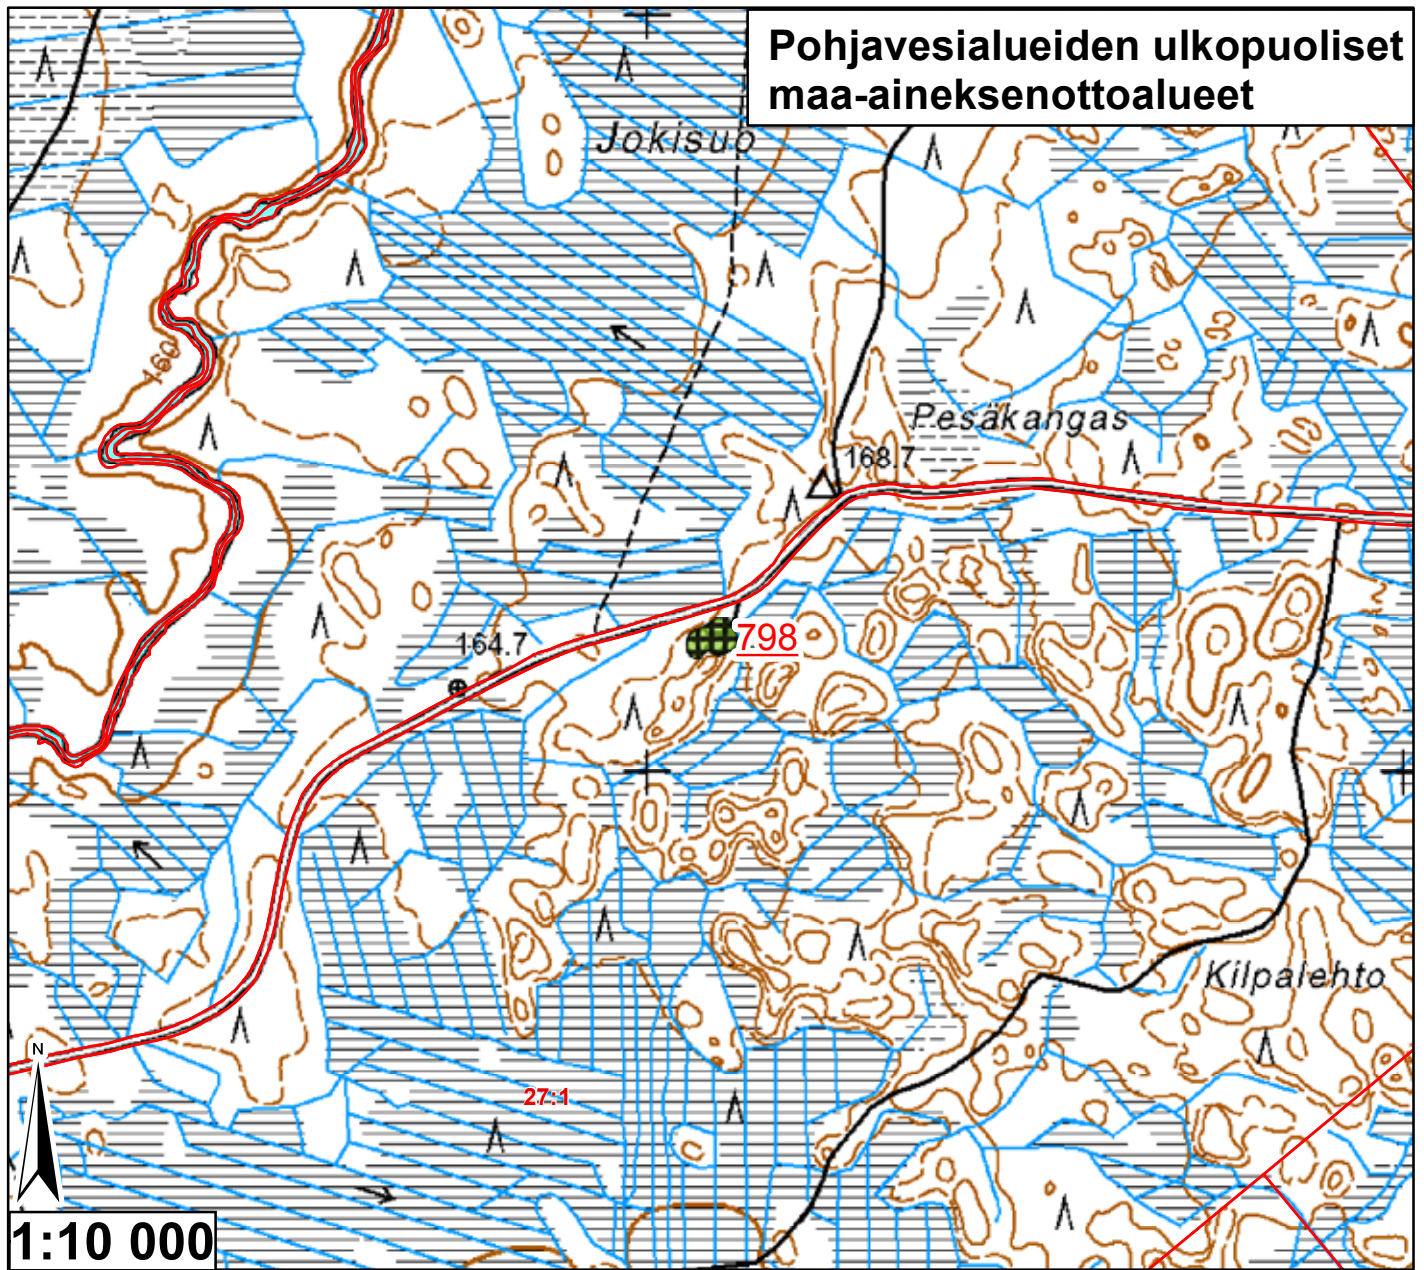 Pohjavesialueiden ulkopuoliset
maa-aineksenottoalueet
Jokisuo
160
Pesäkangas
168.7
798
164.7
Kilpalehto
N
27:1
1:10 000